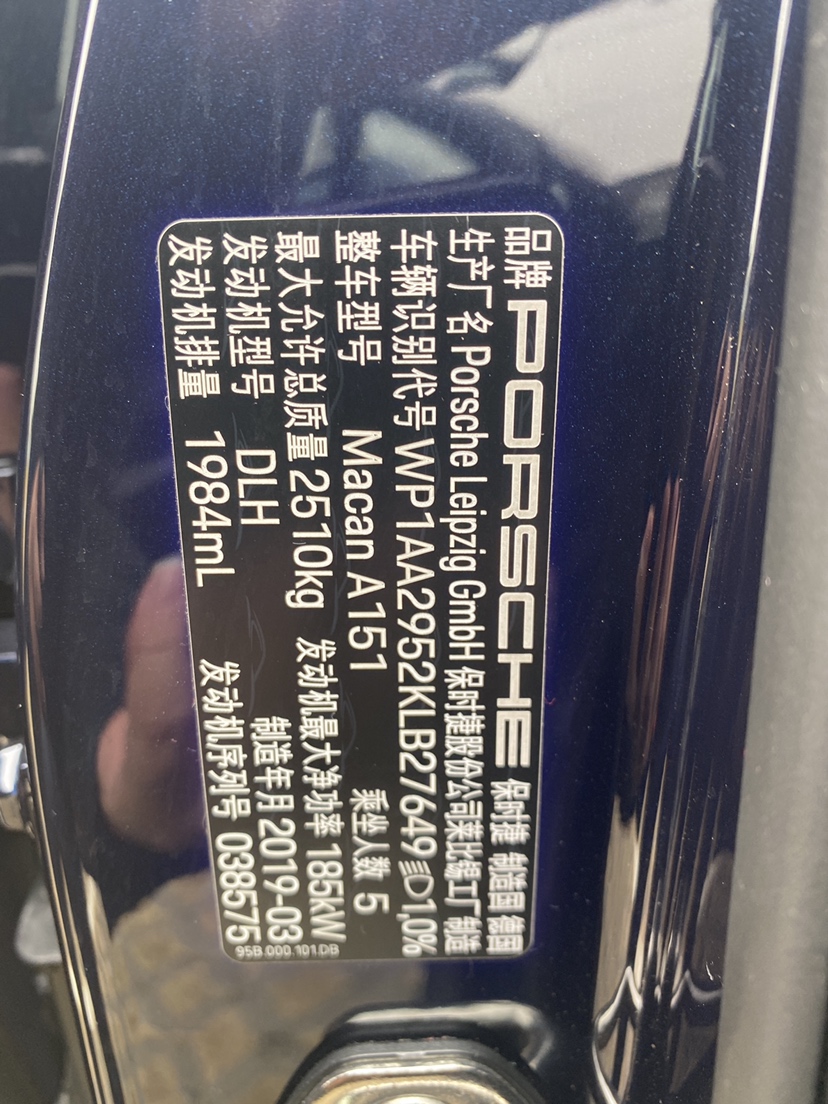 品牌 PORSCHE 保时捷 制造国 德国
生产厂名 Porsche Leipzig GmbH 保时捷股份公司莱比锡工厂 制造
车辆识别代号 WP1AA2952KLB27649 1,0%
整车型号 Macan A151 乘坐人数 5
最大允许总质量 2510kg 发动机最大净功率 185kW
发动机型号 DLH 制造年月 2019-03
发动机排量 1984mL 发动机序列号 038575
95B.000.101.DB